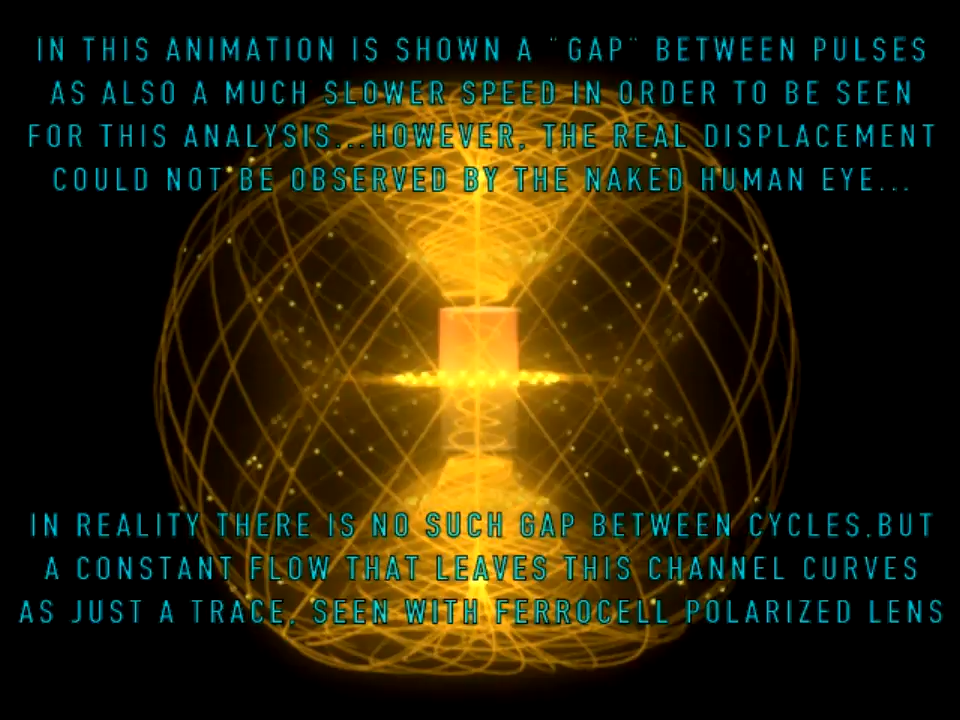 IN THIS ANIMATION IS SHOWN A ¨GAP¨ BETWEEN PULSES
AS ALSO A MUCH SLOWER SPEED IN ORDER TO BE SEEN
FOR THIS ANALYSIS...HOWEVER, THE REAL DISPLACEMENT
COULD NOT BE OBSERVED BY THE NAKED HUMAN EYE...
IN REALITY THERE IS NO SUCH GAP BETWEEN CYCLES.BUT
A CONSTANT FLOW THAT LEAVES THIS CHANNEL CURVES
AS JUST A TRACE, SEEN WITH FERROCELL POLARIZED LENS